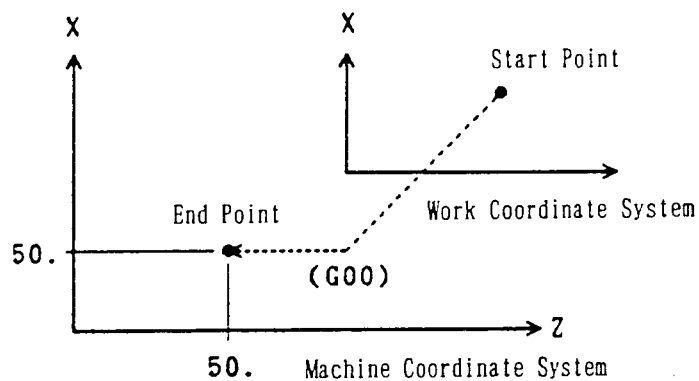 X
X
Start Point
End Point
Work Coordinate System
50.
(G00)
Z
50.
Machine Coordinate System